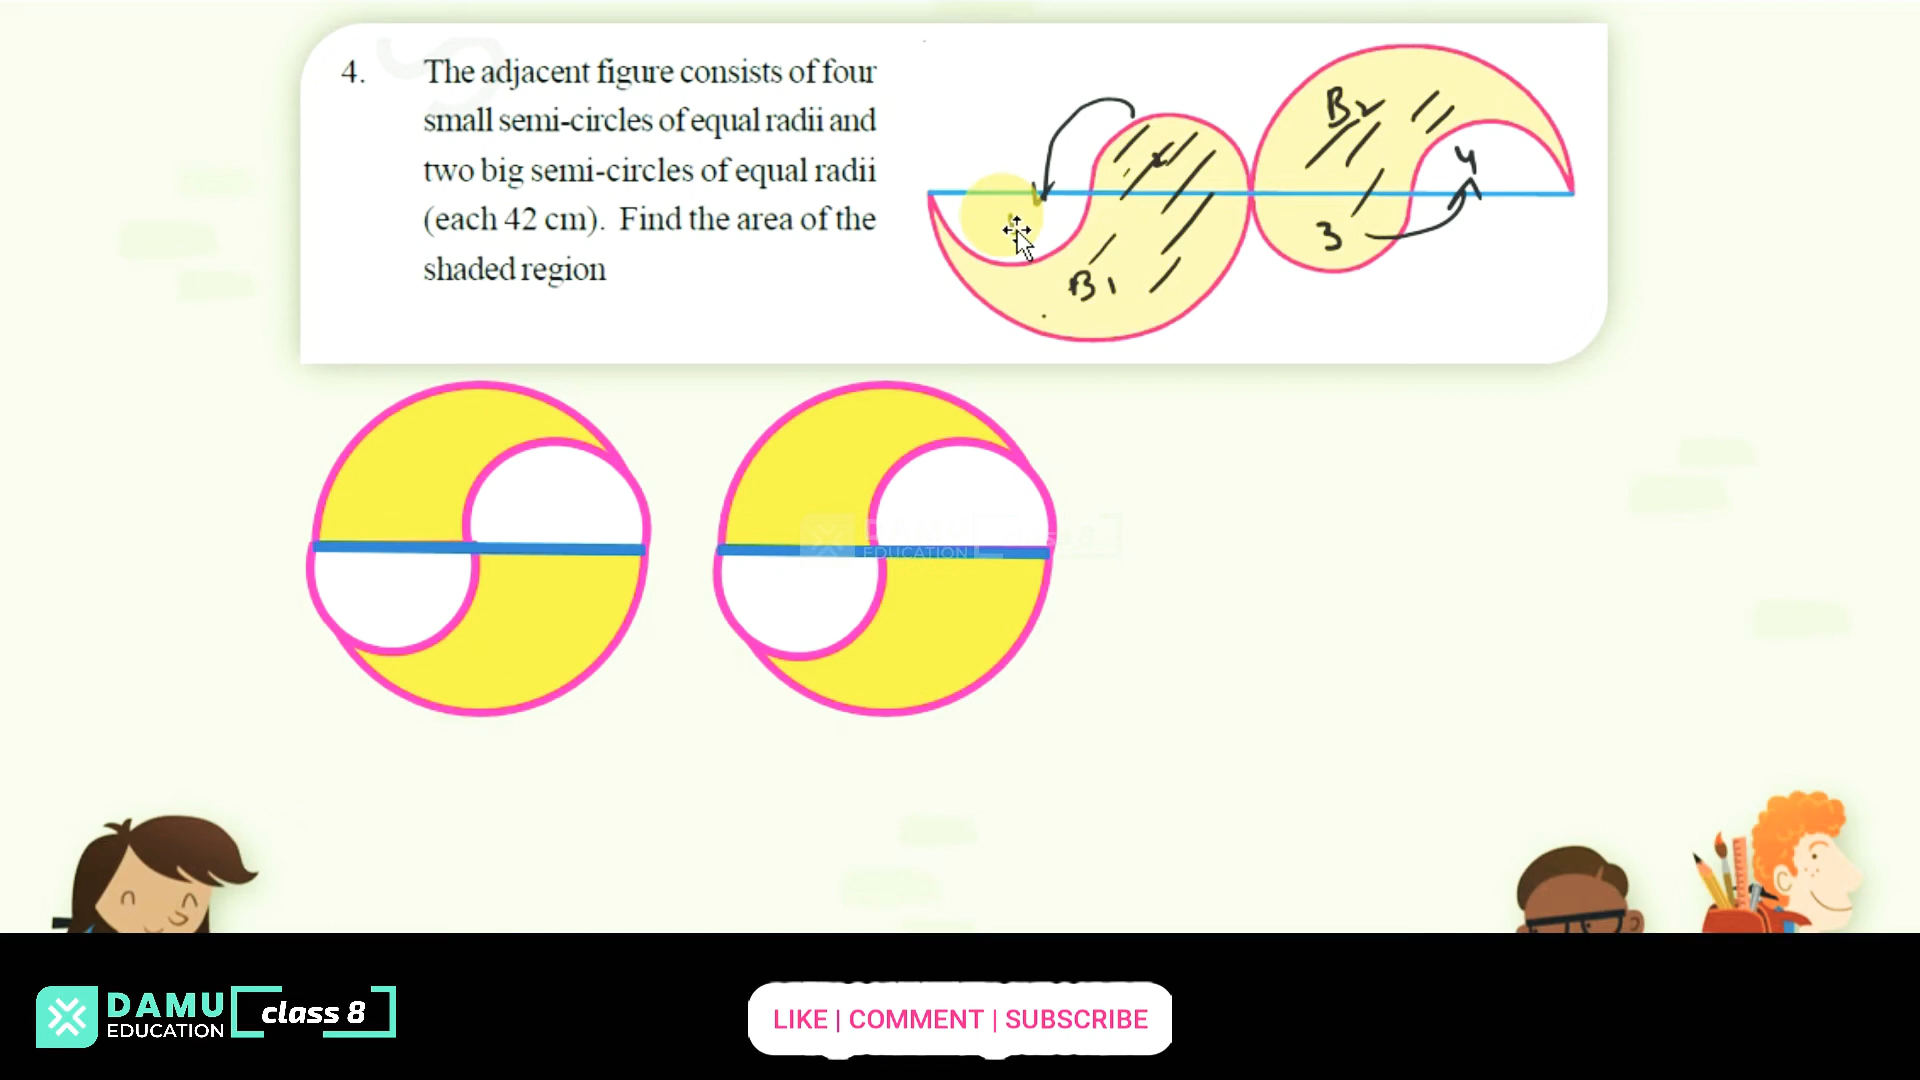 4. The adjacent figure consists of four
small semi-circles of equal radii and
two big semi-circles of equal radii
(each 42 cm). Find the area of the
shaded region
B2
4
3
B1
DAMU
EDUCATION
DAMU
EDUCATION
class 8
LIKE | COMMENT | SUBSCRIBE